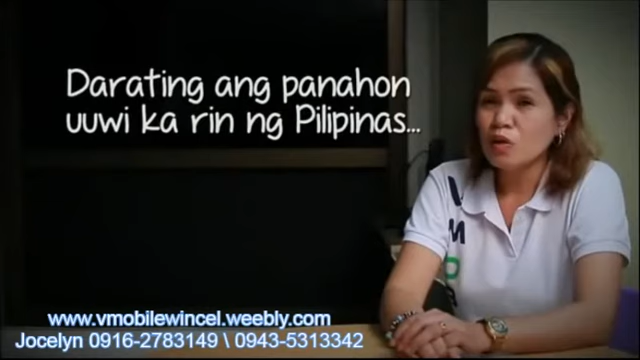 Darating ang panahon
uuwi ka rin ng Pilipinas...
V
M
P
www.vmobilewincel.weebly.com
Jocelyn 0916-2783149 \ 0943-5313342